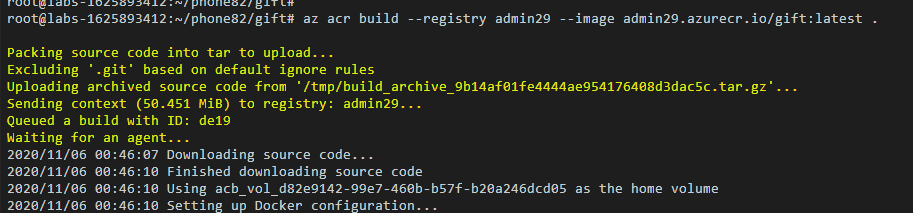 root@labs-1625893412:~/phone82/gift#
root@labs-1625893412:~/phone82/gift# az acr build --registry admin29 --image admin29.azurecr.io/gift:latest .
Packing source code into tar to upload...
Excluding '.git' based on default ignore rules
Uploading archived source code from '/tmp/build_archive_9b14af01fe4444ae954176408d3dac5c.tar.gz'...
Sending context (50.451 MiB) to registry: admin29...
Queued a build with ID: de19
Waiting for an agent...
2020/11/06 00:46:07 Downloading source code...
2020/11/06 00:46:10 Finished downloading source code
2020/11/06 00:46:10 Using acb_vol_d82e9142-99e7-460b-b57f-b20a246dcd05 as the home volume
2020/11/06 00:46:10 Setting up Docker configuration...